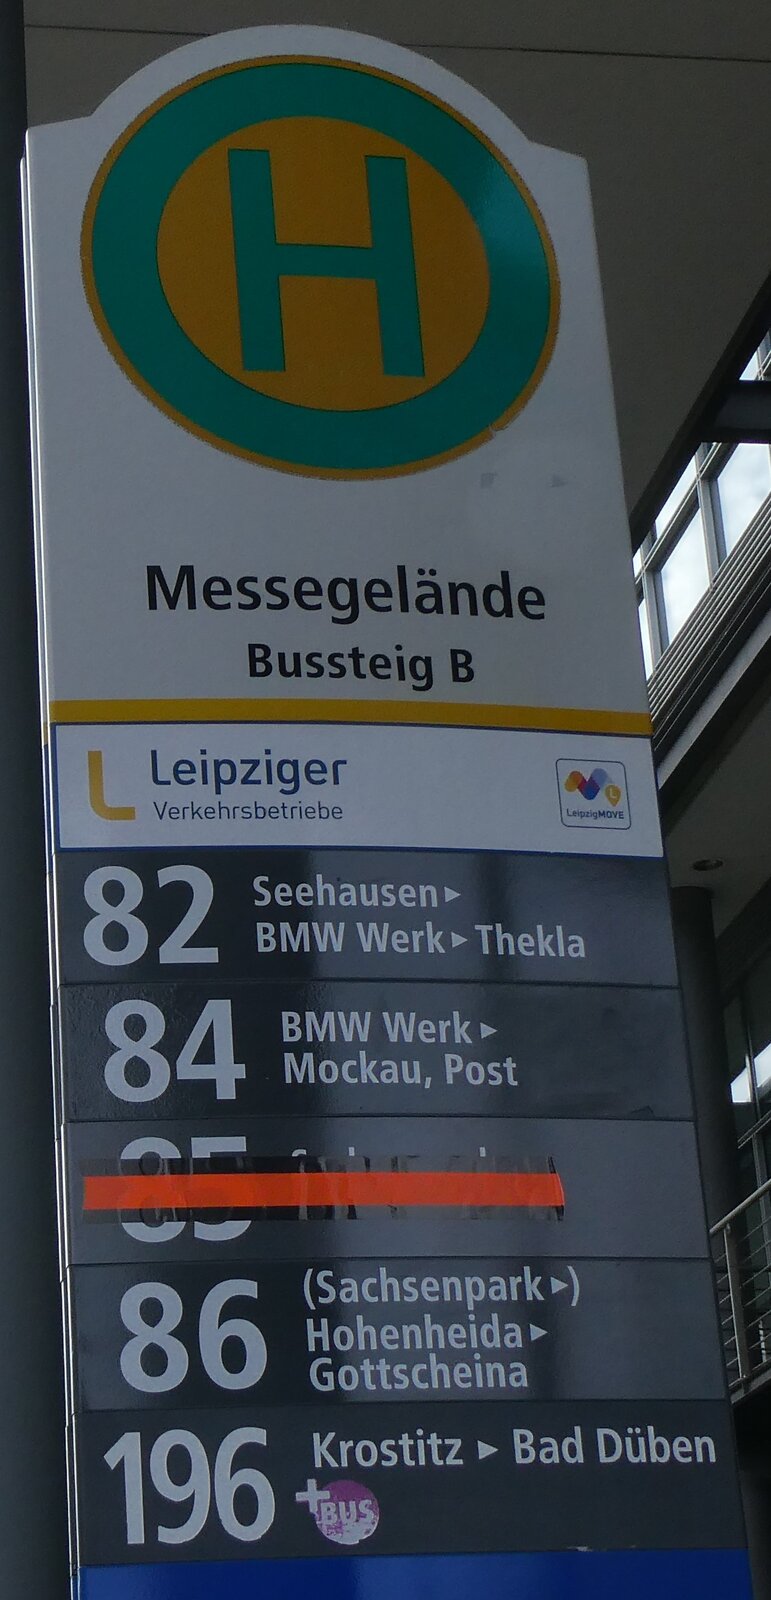 H
Messegelände
Bussteig B
Leipziger
Verkehrsbetriebe
L
LeipzigMOVE
82 Seehausen▸
BMW Werk▸Thekla
84 BMW Werk▸
Mockau, Post
85
86 (Sachsenpark▸)
Hohenheida▸
Gottscheina
196 Krostitz ▸ Bad Düben
+BUS